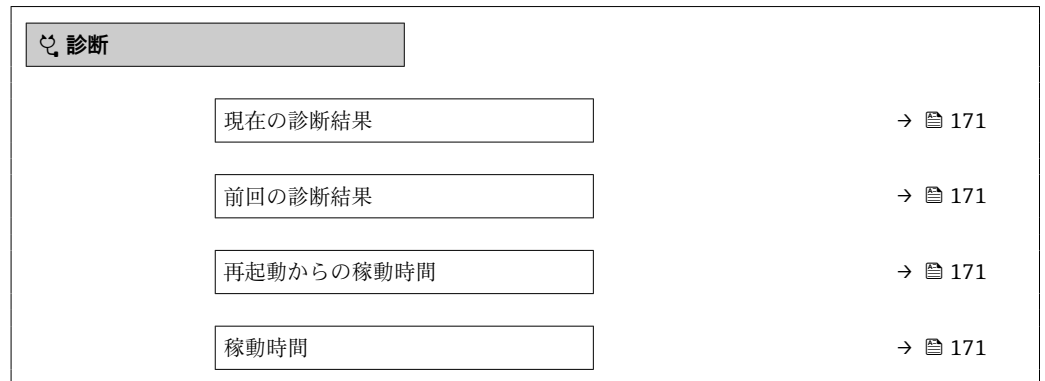 診断
現在の診断結果 → 171
前回の診断結果 → 171
再起動からの稼動時間 → 171
稼動時間 → 171